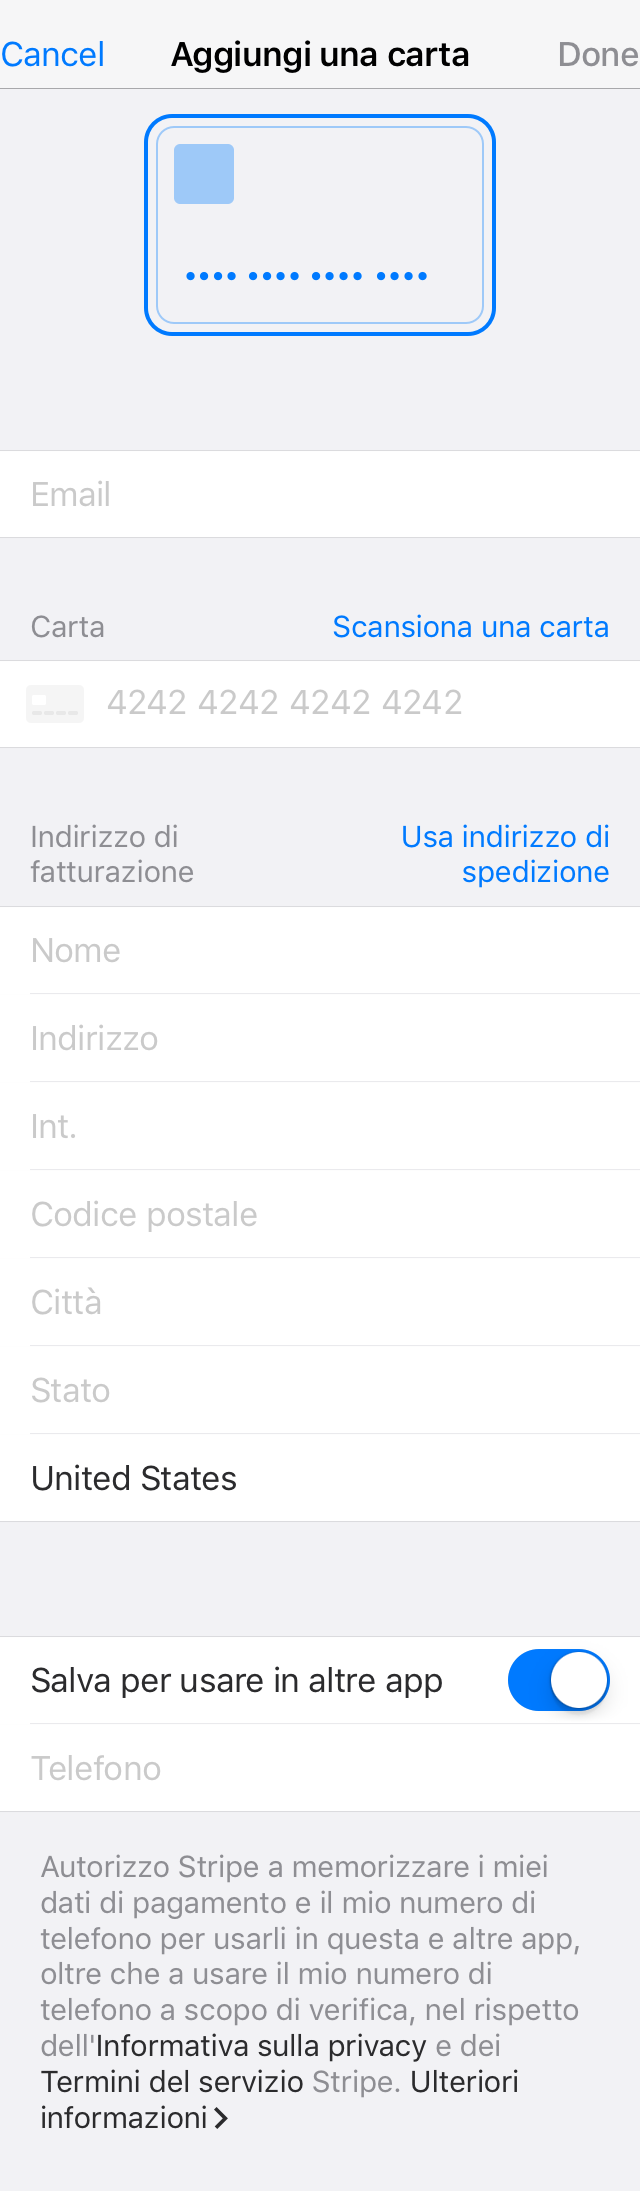 Cancel Aggiungi una carta Done
•••• •••• •••• ••••
Email
Carta Scansiona una carta
4242 4242 4242 4242
Indirizzo di Usa indirizzo di
fatturazione spedizione
Nome
Indirizzo
Int.
Codice postale
Città
Stato
United States
Salva per usare in altre app
Telefono
Autorizzo Stripe a memorizzare i miei
dati di pagamento e il mio numero di
telefono per usarli in questa e altre app,
oltre che a usare il mio numero di
telefono a scopo di verifica, nel rispetto
dell'Informativa sulla privacy e dei
Termini del servizio Stripe. Ulteriori
informazioni